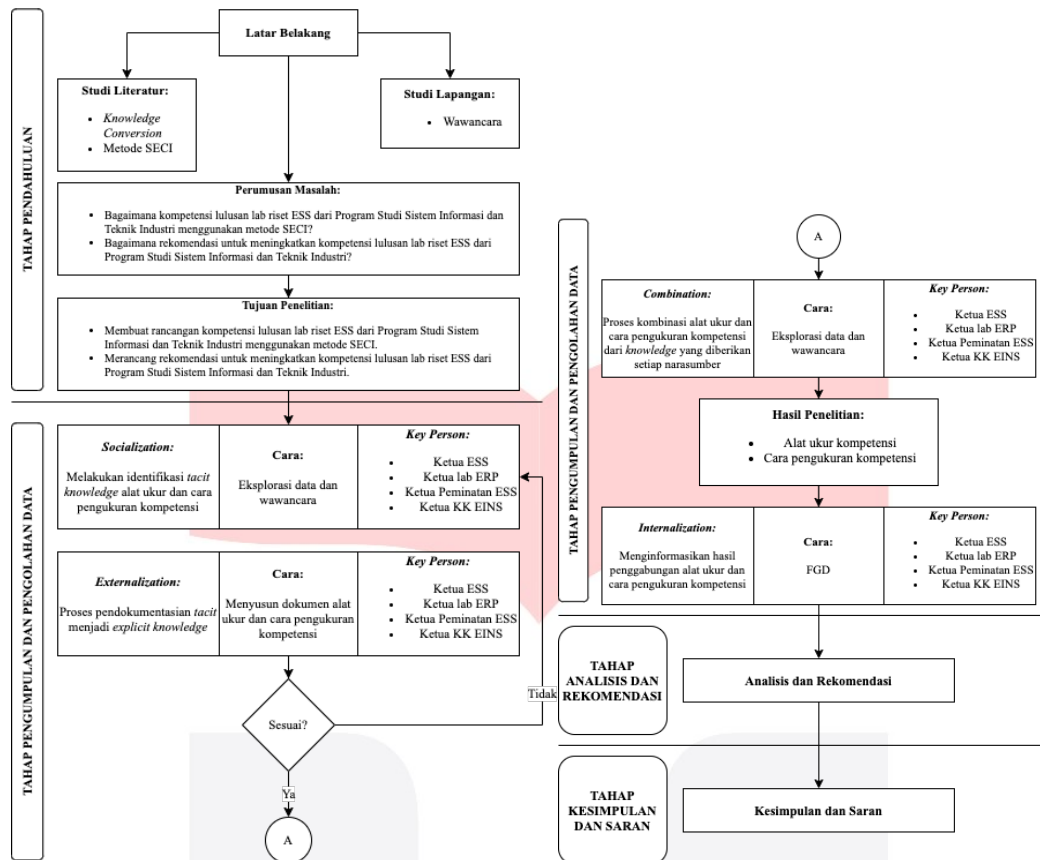 TAHAP PENDAHULUAN
Latar Belakang
Studi Literatur:
• Knowledge
Conversion
• Metode SECI
Studi Lapangan:
• Wawancara
Perumusan Masalah:
• Bagaimana kompetensi lulusan lab riset ESS dari Program Studi Sistem Informasi dan
Teknik Industri menggunakan metode SECI?
• Bagaimana rekomendasi untuk meningkatkan kompetensi lulusan lab riset ESS dari
Program Studi Sistem Informasi dan Teknik Industri?
Tujuan Penelitian:
• Membuat rancangan kompetensi lulusan lab riset ESS dari Program Studi Sistem
Informasi dan Teknik Industri menggunakan metode SECI.
• Merancang rekomendasi untuk meningkatkan kompetensi lulusan lab riset ESS dari
Program Studi Sistem Informasi dan Teknik Industri.
TAHAP PENGUMPULAN DAN PENGOLAHAN DATA
Socialization:
Melakukan identifikasi tacit
knowledge alat ukur dan cara
pengukuran kompetensi
Cara:
Eksplorasi data dan
wawancara
Key Person:
• Ketua ESS
• Ketua lab ERP
• Ketua Peminatan ESS
• Ketua KK EINS
Externalization:
Proses pendokumentasian tacit
menjadi explicit knowledge
Cara:
Menyusun dokumen alat
ukur dan cara pengukuran
kompetensi
Key Person:
• Ketua ESS
• Ketua lab ERP
• Ketua Peminatan ESS
• Ketua KK EINS
Sesuai?
Tidak
Ya
A
TAHAP PENGUMPULAN DAN PENGOLAHAN DATA
A
Combination:
Proses kombinasi alat ukur dan
cara pengukuran kompetensi
dari knowledge yang diberikan
setiap narasumber
Cara:
Eksplorasi data dan
wawancara
Key Person:
• Ketua ESS
• Ketua lab ERP
• Ketua Peminatan ESS
• Ketua KK EINS
Hasil Penelitian:
• Alat ukur kompetensi
• Cara pengukuran kompetensi
Internalization:
Menginformasikan hasil
penggabungan alat ukur dan
cara pengukuran kompetensi
Cara:
FGD
Key Person:
• Ketua ESS
• Ketua lab ERP
• Ketua Peminatan ESS
• Ketua KK EINS
TAHAP
ANALISIS DAN
REKOMENDASI
Analisis dan Rekomendasi
TAHAP
KESIMPULAN
DAN SARAN
Kesimpulan dan Saran